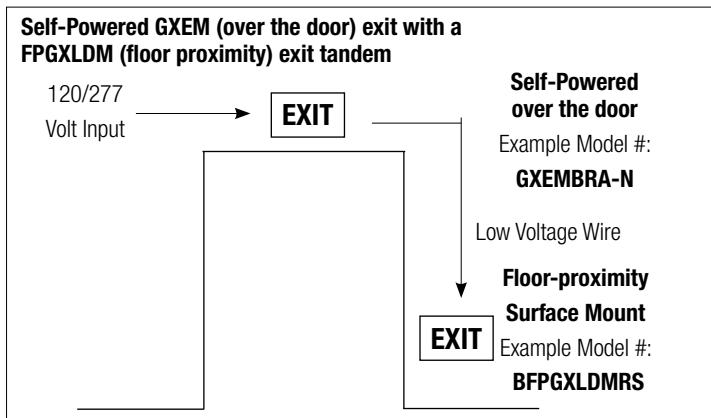 Self-Powered GXEM (over the door) exit with a
FPGXLDM (floor proximity) exit tandem
120/277
Volt Input
EXIT
Self-Powered
over the door
Example Model #:
GXEMBRA-N
Low Voltage Wire
Floor-proximity
Surface Mount
EXIT
Example Model #:
BFPGXLDMRS